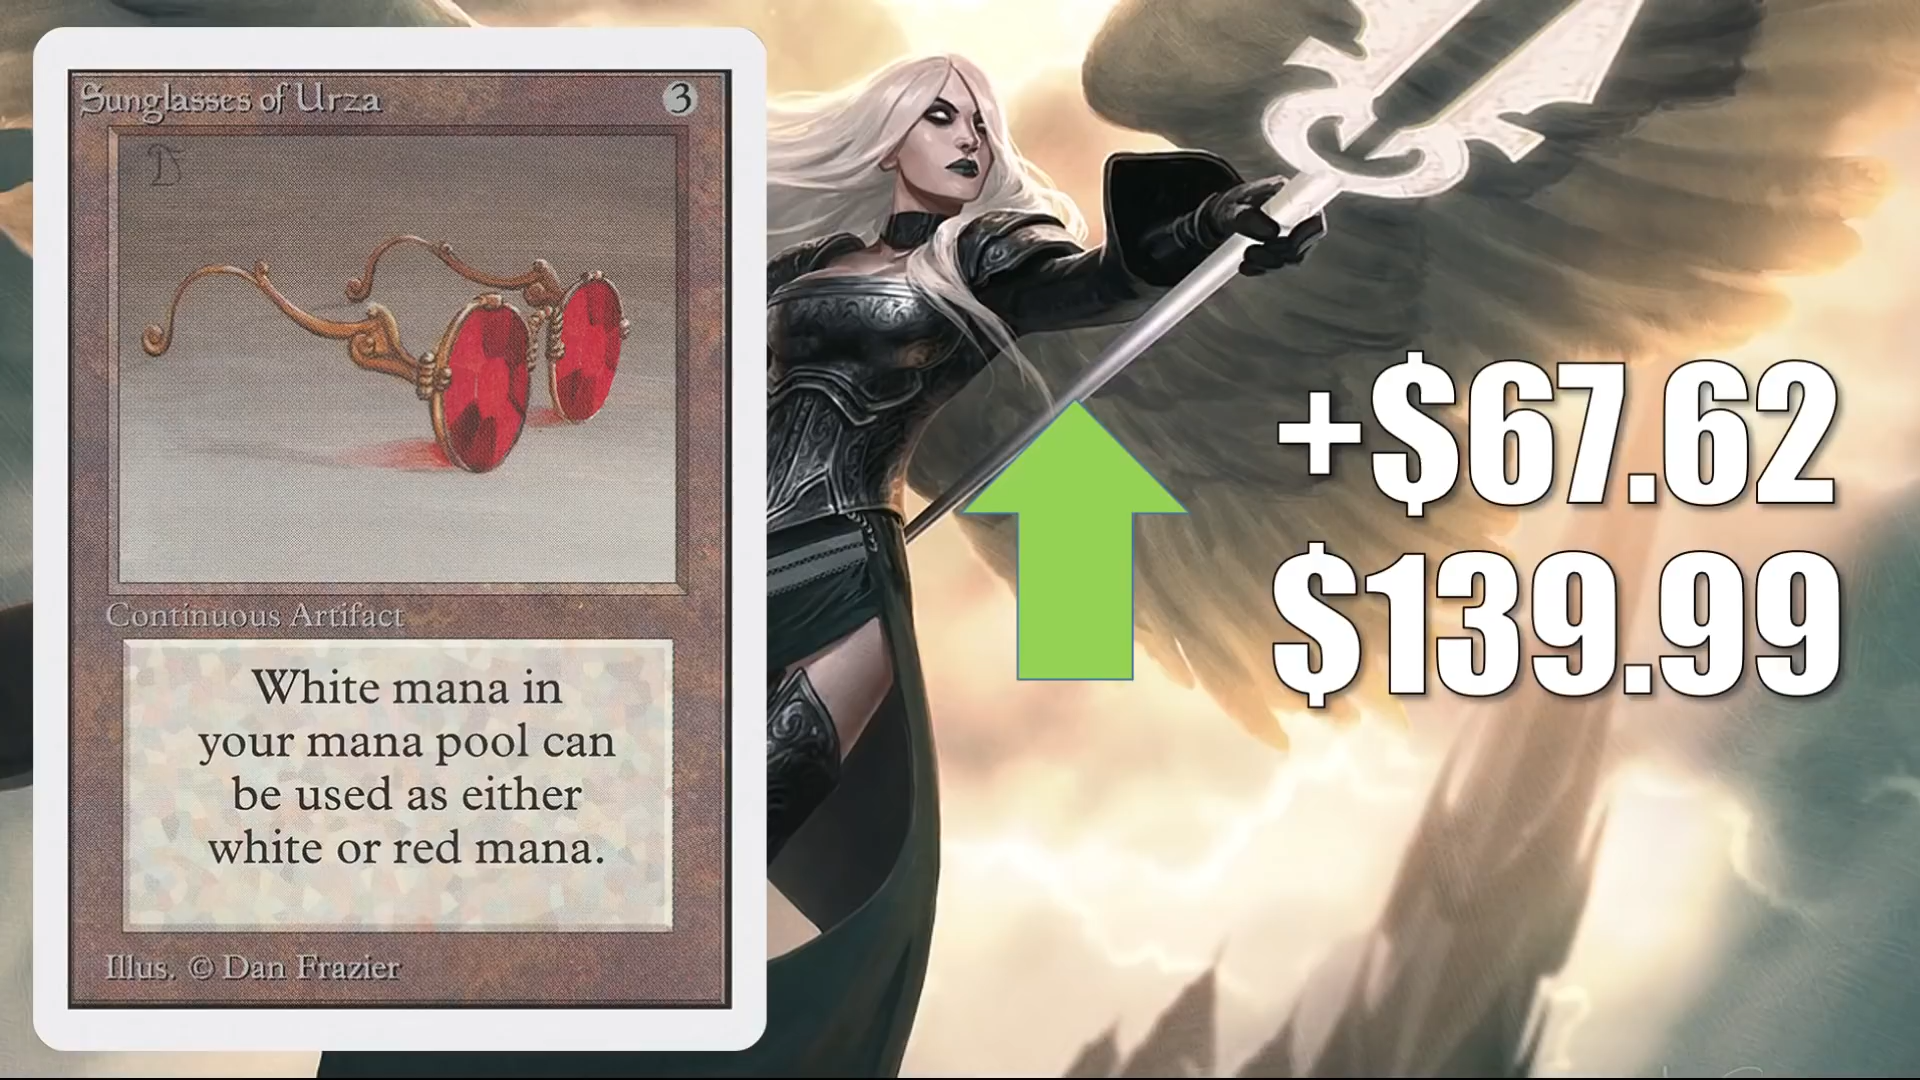 Sunglasses of Urza 3
Continuous Artifact
White mana in
your mana pool can
be used as either
white or red mana.
Illus. © Dan Frazier
+$67.62
$139.99